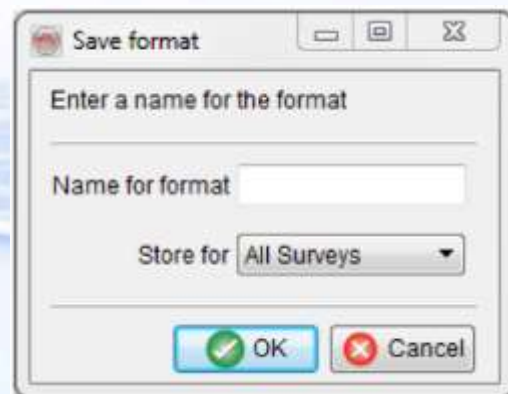 Save format
Enter a name for the format
Name for format
Store for All Surveys
OK Cancel